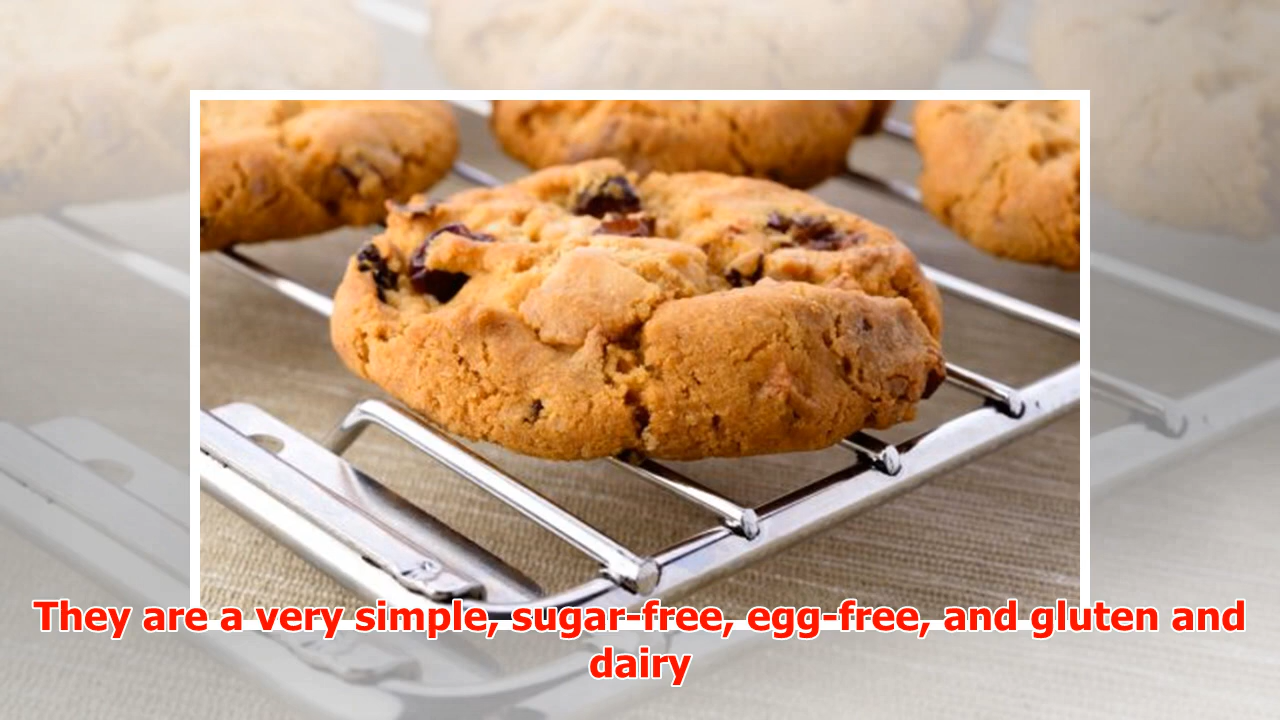 They are a very simple, sugar-free, egg-free, and gluten and
dairy